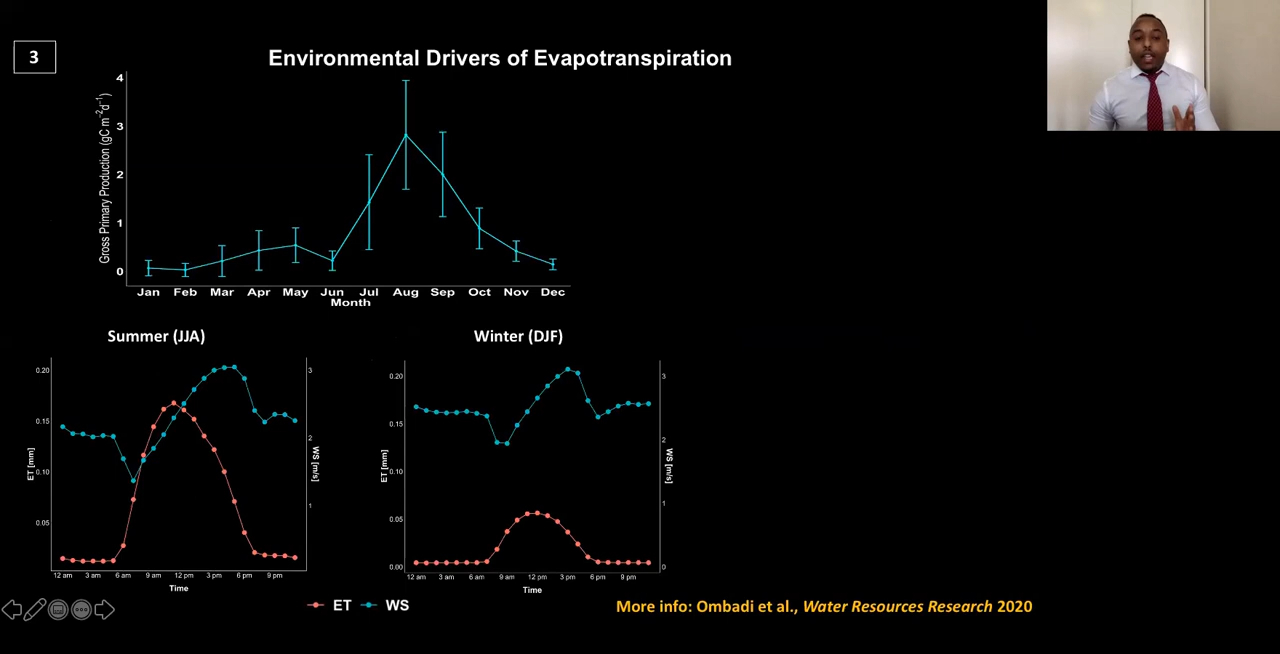 3
Environmental Drivers of Evapotranspiration
Gross Primary Production (gC m⁻²d⁻¹)
4
3
2
1
0
Jan Feb Mar Apr May Jun Jul Aug Sep Oct Nov Dec
Month
Summer (JJA)
ET [mm]
0.20
0.15
0.10
0.05
3
2
1
WS [m/s]
12 am 3 am 6 am 9 am 12 pm 3 pm 6 pm 9 pm
Time
Winter (DJF)
ET [mm]
0.20
0.15
0.10
0.05
0.00
3
2
1
0
WS [m/s]
12 am 3 am 6 am 9 am 12 pm 3 pm 6 pm 9 pm
Time
ET WS
More info: Ombadi et al., Water Resources Research 2020